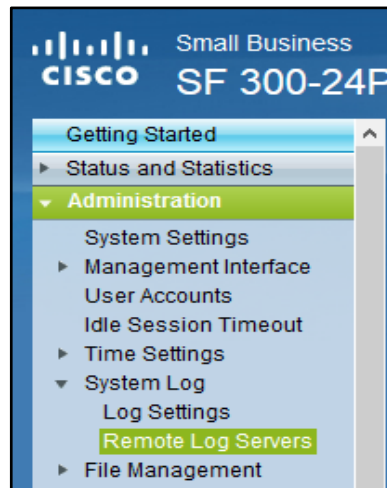 Small Business
CISCO SF 300-24P
Getting Started
Status and Statistics
Administration
System Settings
Management Interface
User Accounts
Idle Session Timeout
Time Settings
System Log
Log Settings
Remote Log Servers
File Management